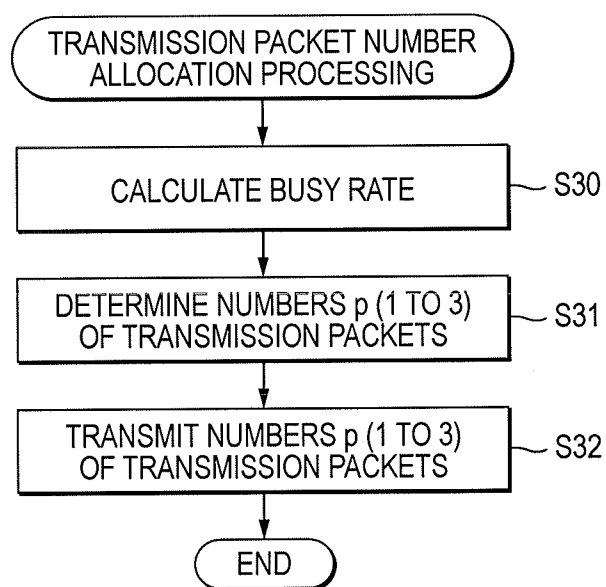 TRANSMISSION PACKET NUMBER
ALLOCATION PROCESSING
CALCULATE BUSY RATE
S30
DETERMINE NUMBERS p (1 TO 3)
OF TRANSMISSION PACKETS
S31
TRANSMIT NUMBERS p (1 TO 3)
OF TRANSMISSION PACKETS
S32
END